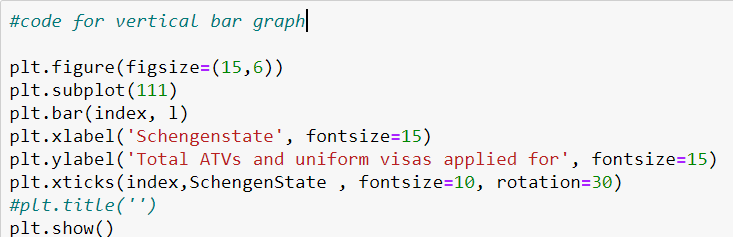 #code for vertical bar graph
plt.figure(figsize=(15,6))
plt.subplot(111)
plt.bar(index, l)
plt.xlabel('Schengenstate', fontsize=15)
plt.ylabel('Total ATVs and uniform visas applied for', fontsize=15)
plt.xticks(index,SchengenState , fontsize=10, rotation=30)
#plt.title('')
plt.show()